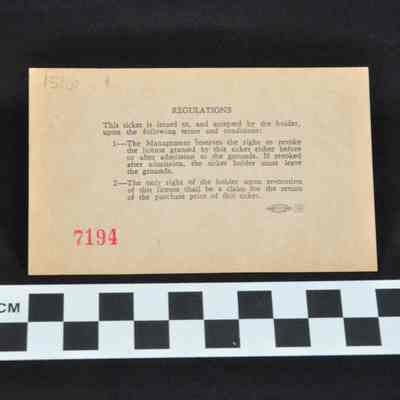 REGULATIONS
This ticket is issued to, and accepted by the holder,
upon the following terms and conditions:
1—The Management reserves the right to revoke
the license granted by this ticket either before
or after admission to the grounds. If revoked
after admission, the ticket holder must leave
the grounds.
2—The only right of the holder upon revocation
of this license shall be a claim for the return
of the purchase price of this ticket.
7194
CM